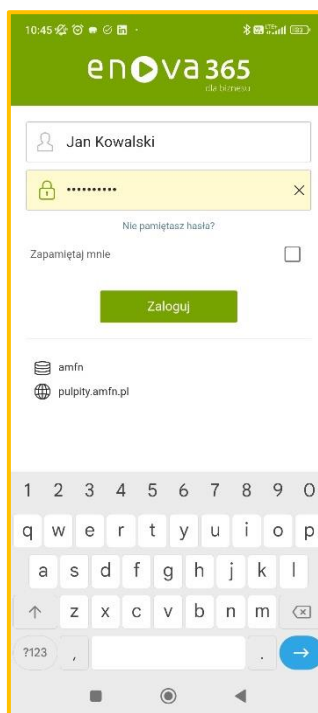 10:45
enova365
dla biznesu
Jan Kowalski
••••••••••
Nie pamiętasz hasła?
Zapamiętaj mnie
Zaloguj
amfn
pulpity.amfn.pl
1 2 3 4 5 6 7 8 9 0
q w e r t y u i o p
a s d f g h j k l
z x c v b n m
?123 , .